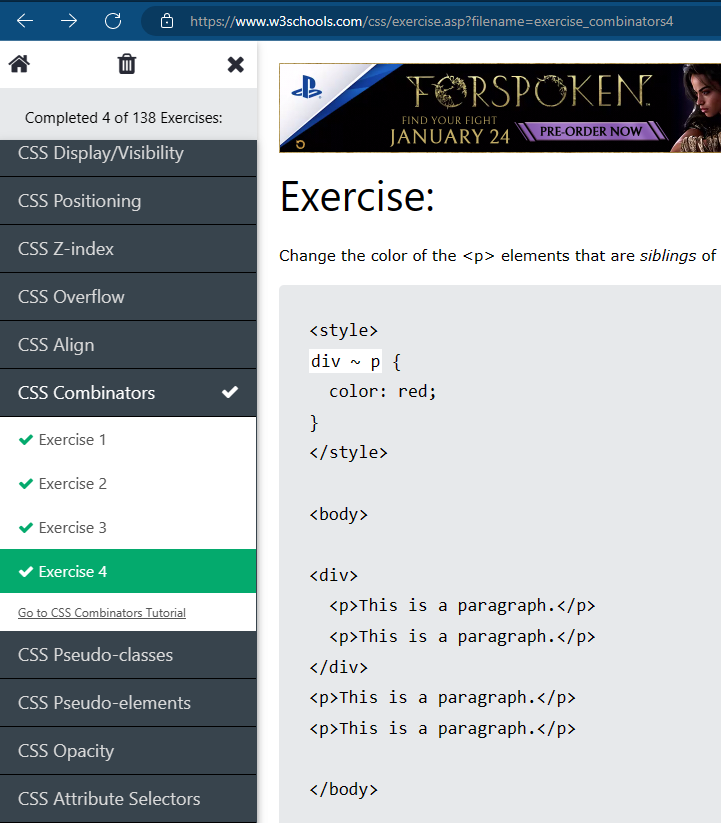 https://www.w3schools.com/css/exercise.asp?filename=exercise_combinators4
Completed 4 of 138 Exercises:
CSS Display/Visibility
CSS Positioning
CSS Z-index
CSS Overflow
CSS Align
CSS Combinators
Exercise 1
Exercise 2
Exercise 3
Exercise 4
Go to CSS Combinators Tutorial
CSS Pseudo-classes
CSS Pseudo-elements
CSS Opacity
CSS Attribute Selectors
FORSPOKEN™
FIND YOUR FIGHT
JANUARY 24
PRE-ORDER NOW
Exercise:
Change the color of the <p> elements that are siblings of
<style>
div ~ p {
  color: red;
}
</style>
<body>
<div>
  <p>This is a paragraph.</p>
  <p>This is a paragraph.</p>
</div>
<p>This is a paragraph.</p>
<p>This is a paragraph.</p>
</body>